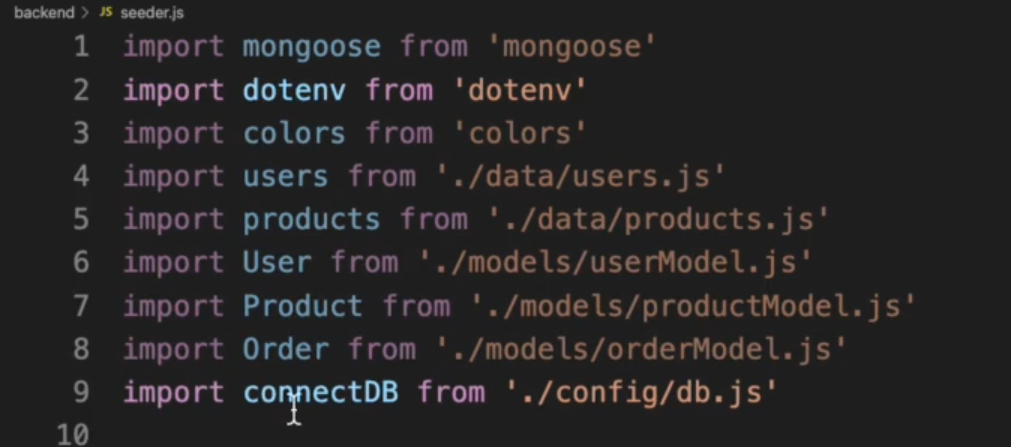 backend > JS seeder.js
1 import mongoose from 'mongoose'
2 import dotenv from 'dotenv'
3 import colors from 'colors'
4 import users from './data/users.js'
5 import products from './data/products.js'
6 import User from './models/userModel.js'
7 import Product from './models/productModel.js'
8 import Order from './models/orderModel.js'
9 import connectDB from './config/db.js'
10